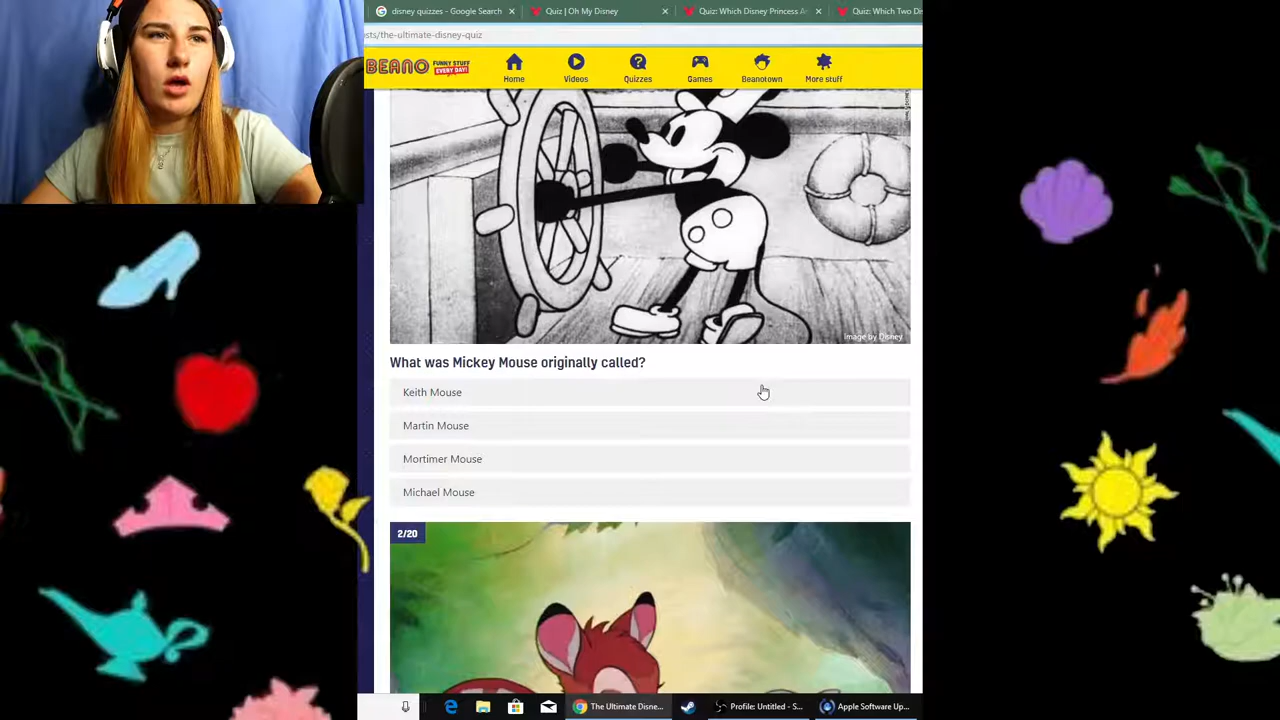 disney quizzes - Google Search
Quiz | Oh My Disney
Quiz: Which Disney Princess Ar
Quiz: Which Two Dis
sts/the-ultimate-disney-quiz
BEANO FUNNY STUFF EVERY DAY!
Home
Videos
Quizzes
Games
Beanotown
More stuff
Image by Disney
What was Mickey Mouse originally called?
Keith Mouse
Martin Mouse
Mortimer Mouse
Michael Mouse
2/20
The Ultimate Disne...
Profile: Untitled - S...
Apple Software Up...